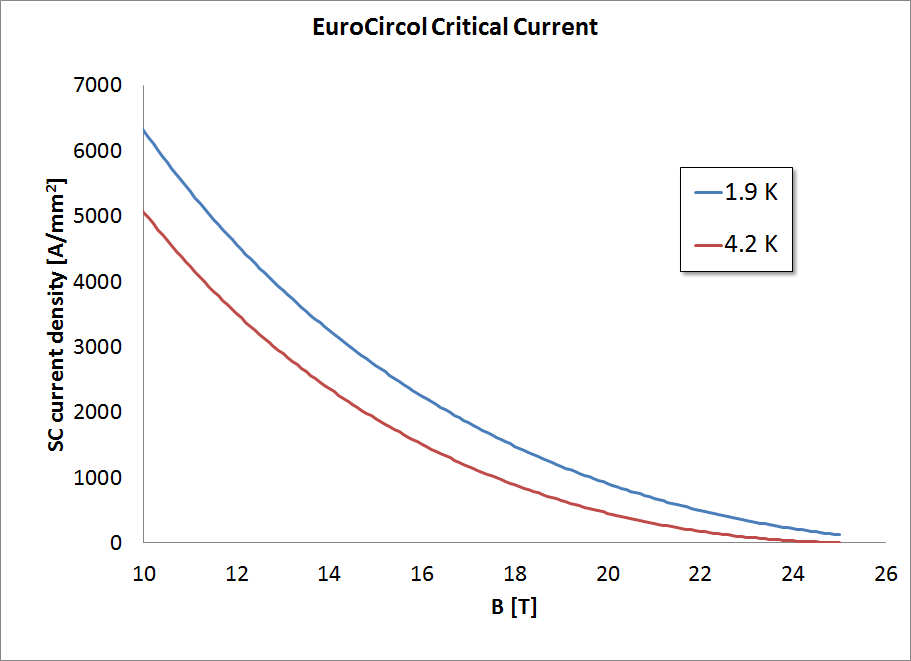 EuroCircol Critical Current
SC current density [A/mm²]
7000
6000
5000
4000
3000
2000
1000
0
1.9 K
4.2 K
10 12 14 16 18 20 22 24 26
B [T]